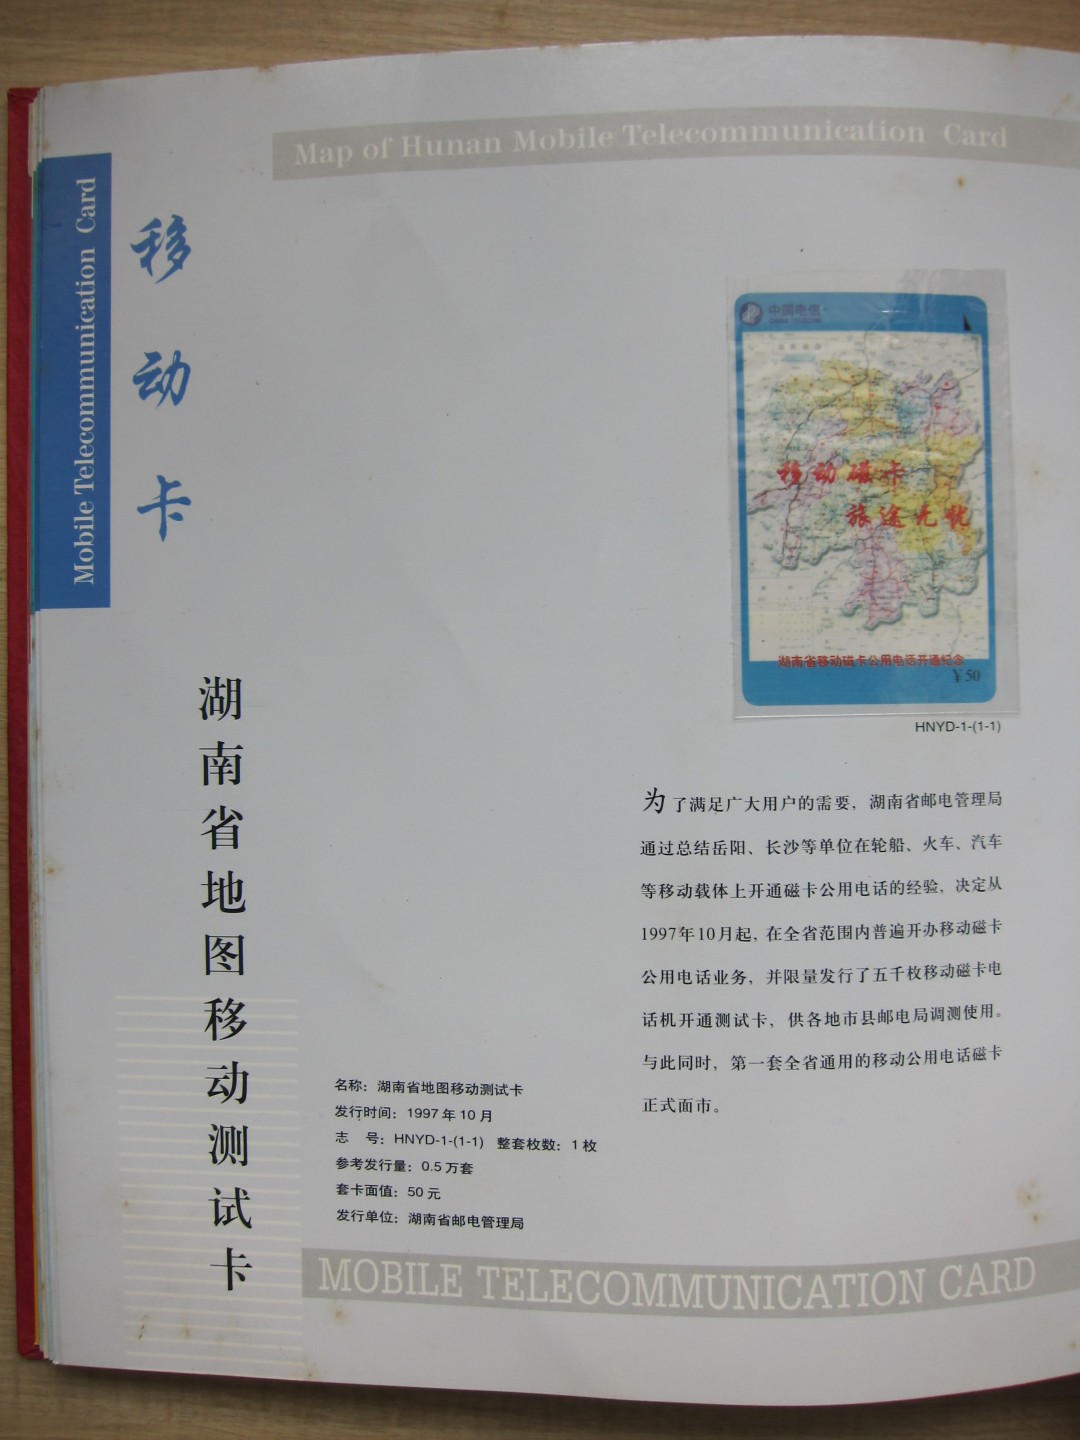 Map of Hunan Mobile Telecommunication Card
Mobile Telecommunication Card
移动卡
中国电信
CHINA TELECOM
移动磁卡
旅途无忧
湖南省移动磁卡公用电话开通纪念
￥50
HNYD-1-(1-1)
湖南省地图移动测试卡
为了满足广大用户的需要，湖南省邮电管理局
通过总结岳阳、长沙等单位在轮船、火车、汽车
等移动载体上开通磁卡公用电话的经验，决定从
1997年10月起，在全省范围内普遍开办移动磁卡
公用电话业务，并限量发行了五千枚移动磁卡电
话机开通测试卡，供各地市县邮电局调测使用。
与此同时，第一套全省通用的移动公用电话磁卡
正式面市。
名称：湖南省地图移动测试卡
发行时间：1997 年 10 月
志 号：HNYD-1-(1-1) 整套枚数：1 枚
参考发行量：0.5 万套
套卡面值：50 元
发行单位：湖南省邮电管理局
MOBILE TELECOMMUNICATION CARD